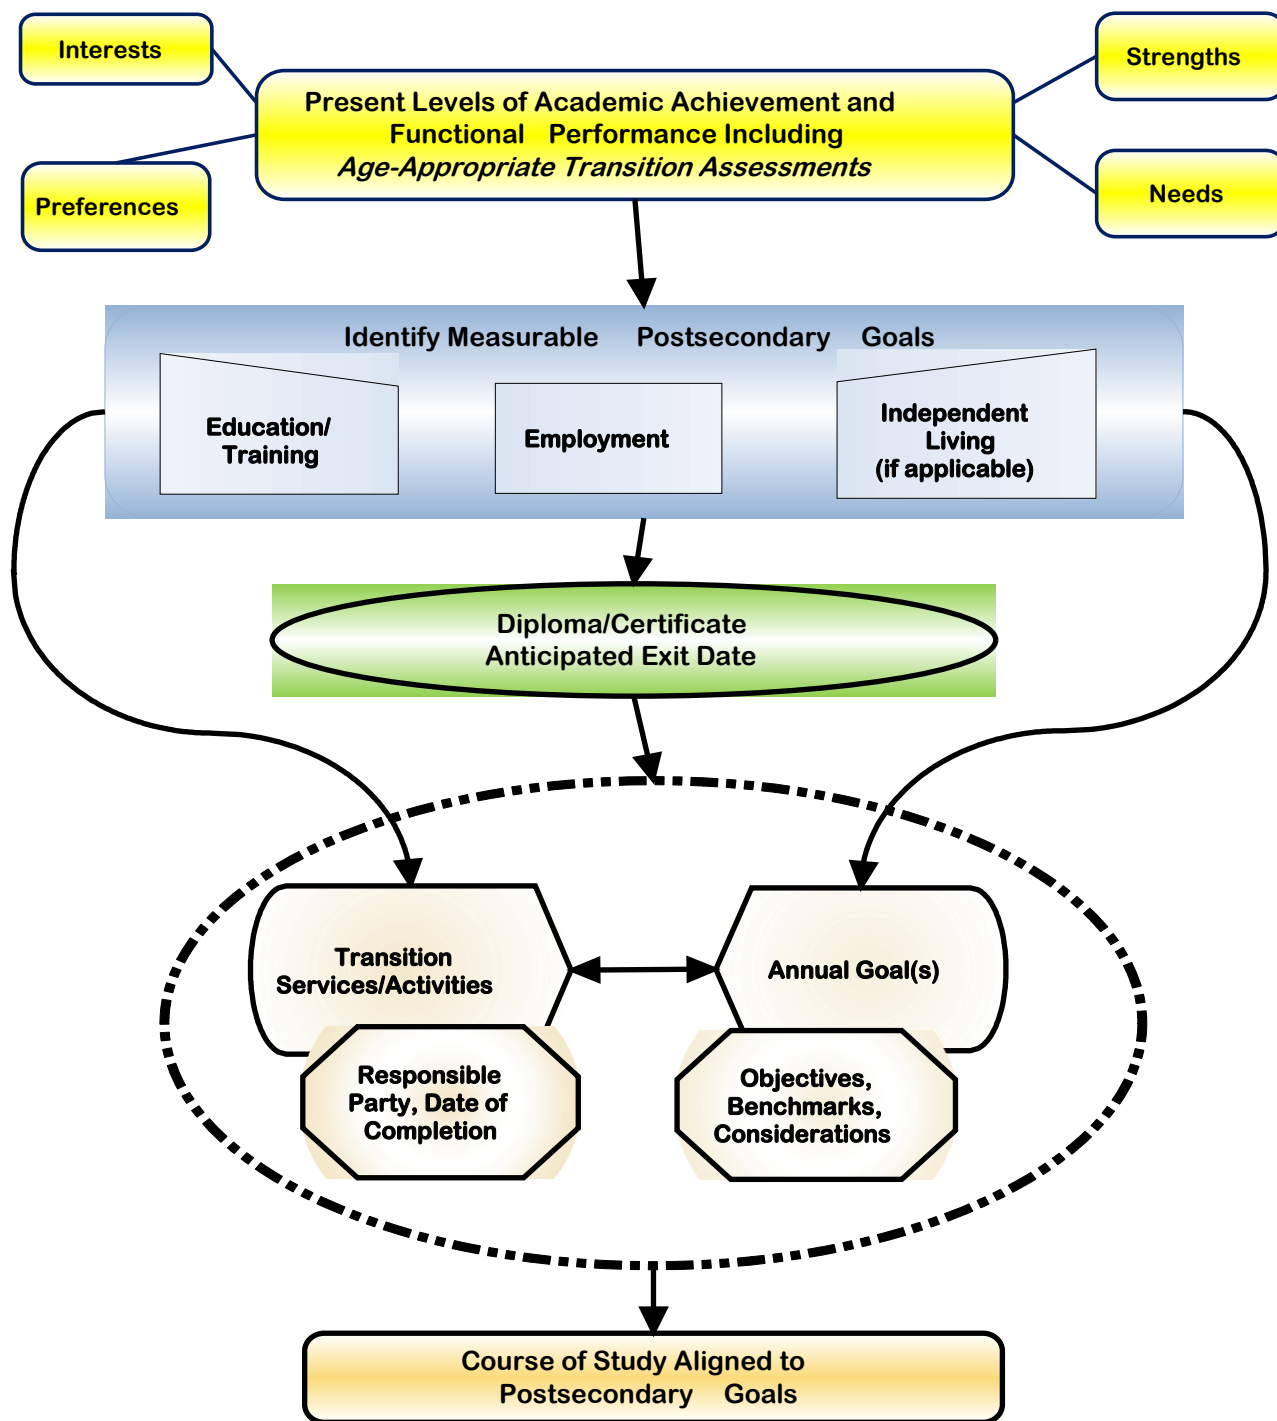 Interests
Strengths
Present Levels of Academic Achievement and
Functional Performance Including
Age-Appropriate Transition Assessments
Preferences
Needs
Identify Measurable Postsecondary Goals
Education/
Training
Employment
Independent
Living
(if applicable)
Diploma/Certificate
Anticipated Exit Date
Transition
Services/Activities
Annual Goal(s)
Responsible
Party, Date of
Completion
Objectives,
Benchmarks,
Considerations
Course of Study Aligned to
Postsecondary Goals